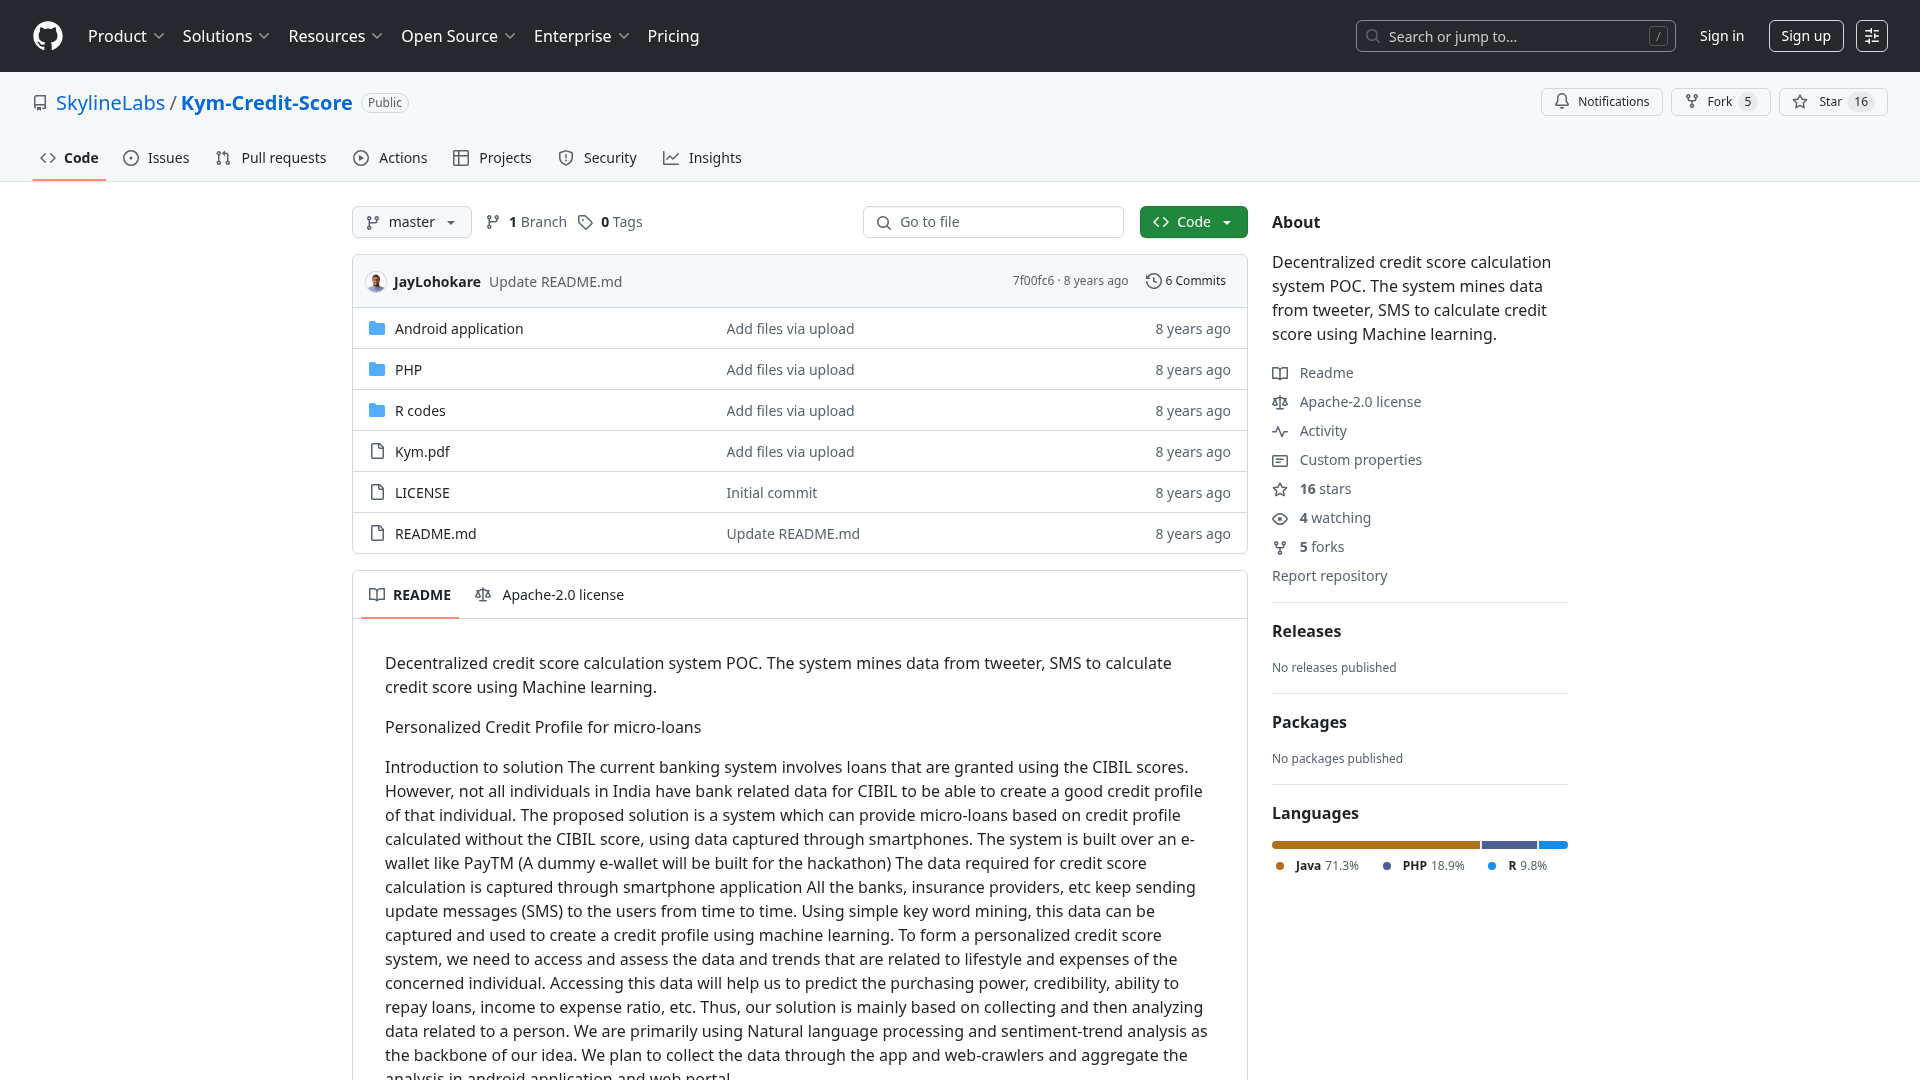 Product
Solutions
Resources
Open Source
Enterprise
Pricing
Search or jump to...
/
Sign in
Sign up
SkylineLabs / Kym-Credit-Score
Public
Notifications
Fork 5
Star 16
Code
Issues
Pull requests
Actions
Projects
Security
Insights
master
1 Branch
0 Tags
Go to file
Code
JayLohokare Update README.md
7f00fc6 · 8 years ago
6 Commits
Android application Add files via upload 8 years ago
PHP Add files via upload 8 years ago
R codes Add files via upload 8 years ago
Kym.pdf Add files via upload 8 years ago
LICENSE Initial commit 8 years ago
README.md Update README.md 8 years ago
README
Apache-2.0 license
Decentralized credit score calculation system POC. The system mines data from tweeter, SMS to calculate
credit score using Machine learning.
Personalized Credit Profile for micro-loans
Introduction to solution The current banking system involves loans that are granted using the CIBIL scores.
However, not all individuals in India have bank related data for CIBIL to be able to create a good credit profile
of that individual. The proposed solution is a system which can provide micro-loans based on credit profile
calculated without the CIBIL score, using data captured through smartphones. The system is built over an e-
wallet like PayTM (A dummy e-wallet will be built for the hackathon) The data required for credit score
calculation is captured through smartphone application All the banks, insurance providers, etc keep sending
update messages (SMS) to the users from time to time. Using simple key word mining, this data can be
captured and used to create a credit profile using machine learning. To form a personalized credit score
system, we need to access and assess the data and trends that are related to lifestyle and expenses of the
concerned individual. Accessing this data will help us to predict the purchasing power, credibility, ability to
repay loans, income to expense ratio, etc. Thus, our solution is mainly based on collecting and then analyzing
data related to a person. We are primarily using Natural language processing and sentiment-trend analysis as
the backbone of our idea. We plan to collect the data through the app and web-crawlers and aggregate the
analysis in android application and web portal.
About
Decentralized credit score calculation
system POC. The system mines data
from tweeter, SMS to calculate credit
score using Machine learning.
Readme
Apache-2.0 license
Activity
Custom properties
16 stars
4 watching
5 forks
Report repository
Releases
No releases published
Packages
No packages published
Languages
Java 71.3%
PHP 18.9%
R 9.8%